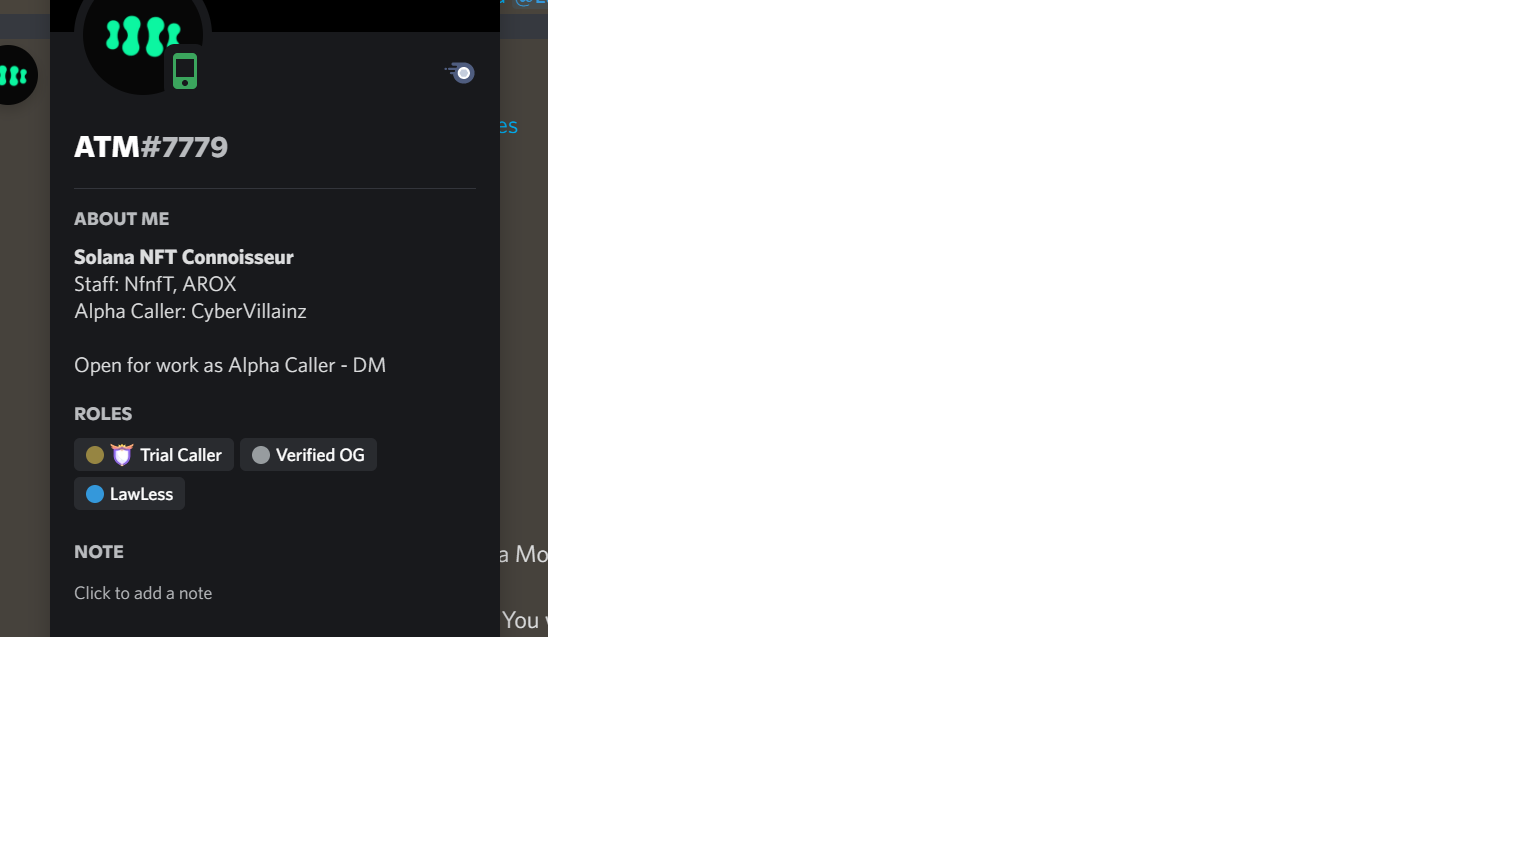 es
ATM#7779
ABOUT ME
Solana NFT Connoisseur
Staff: NfnfT, AROX
Alpha Caller: CyberVillainz
Open for work as Alpha Caller - DM
ROLES
Trial Caller
Verified OG
LawLess
a Mo
NOTE
Click to add a note
You